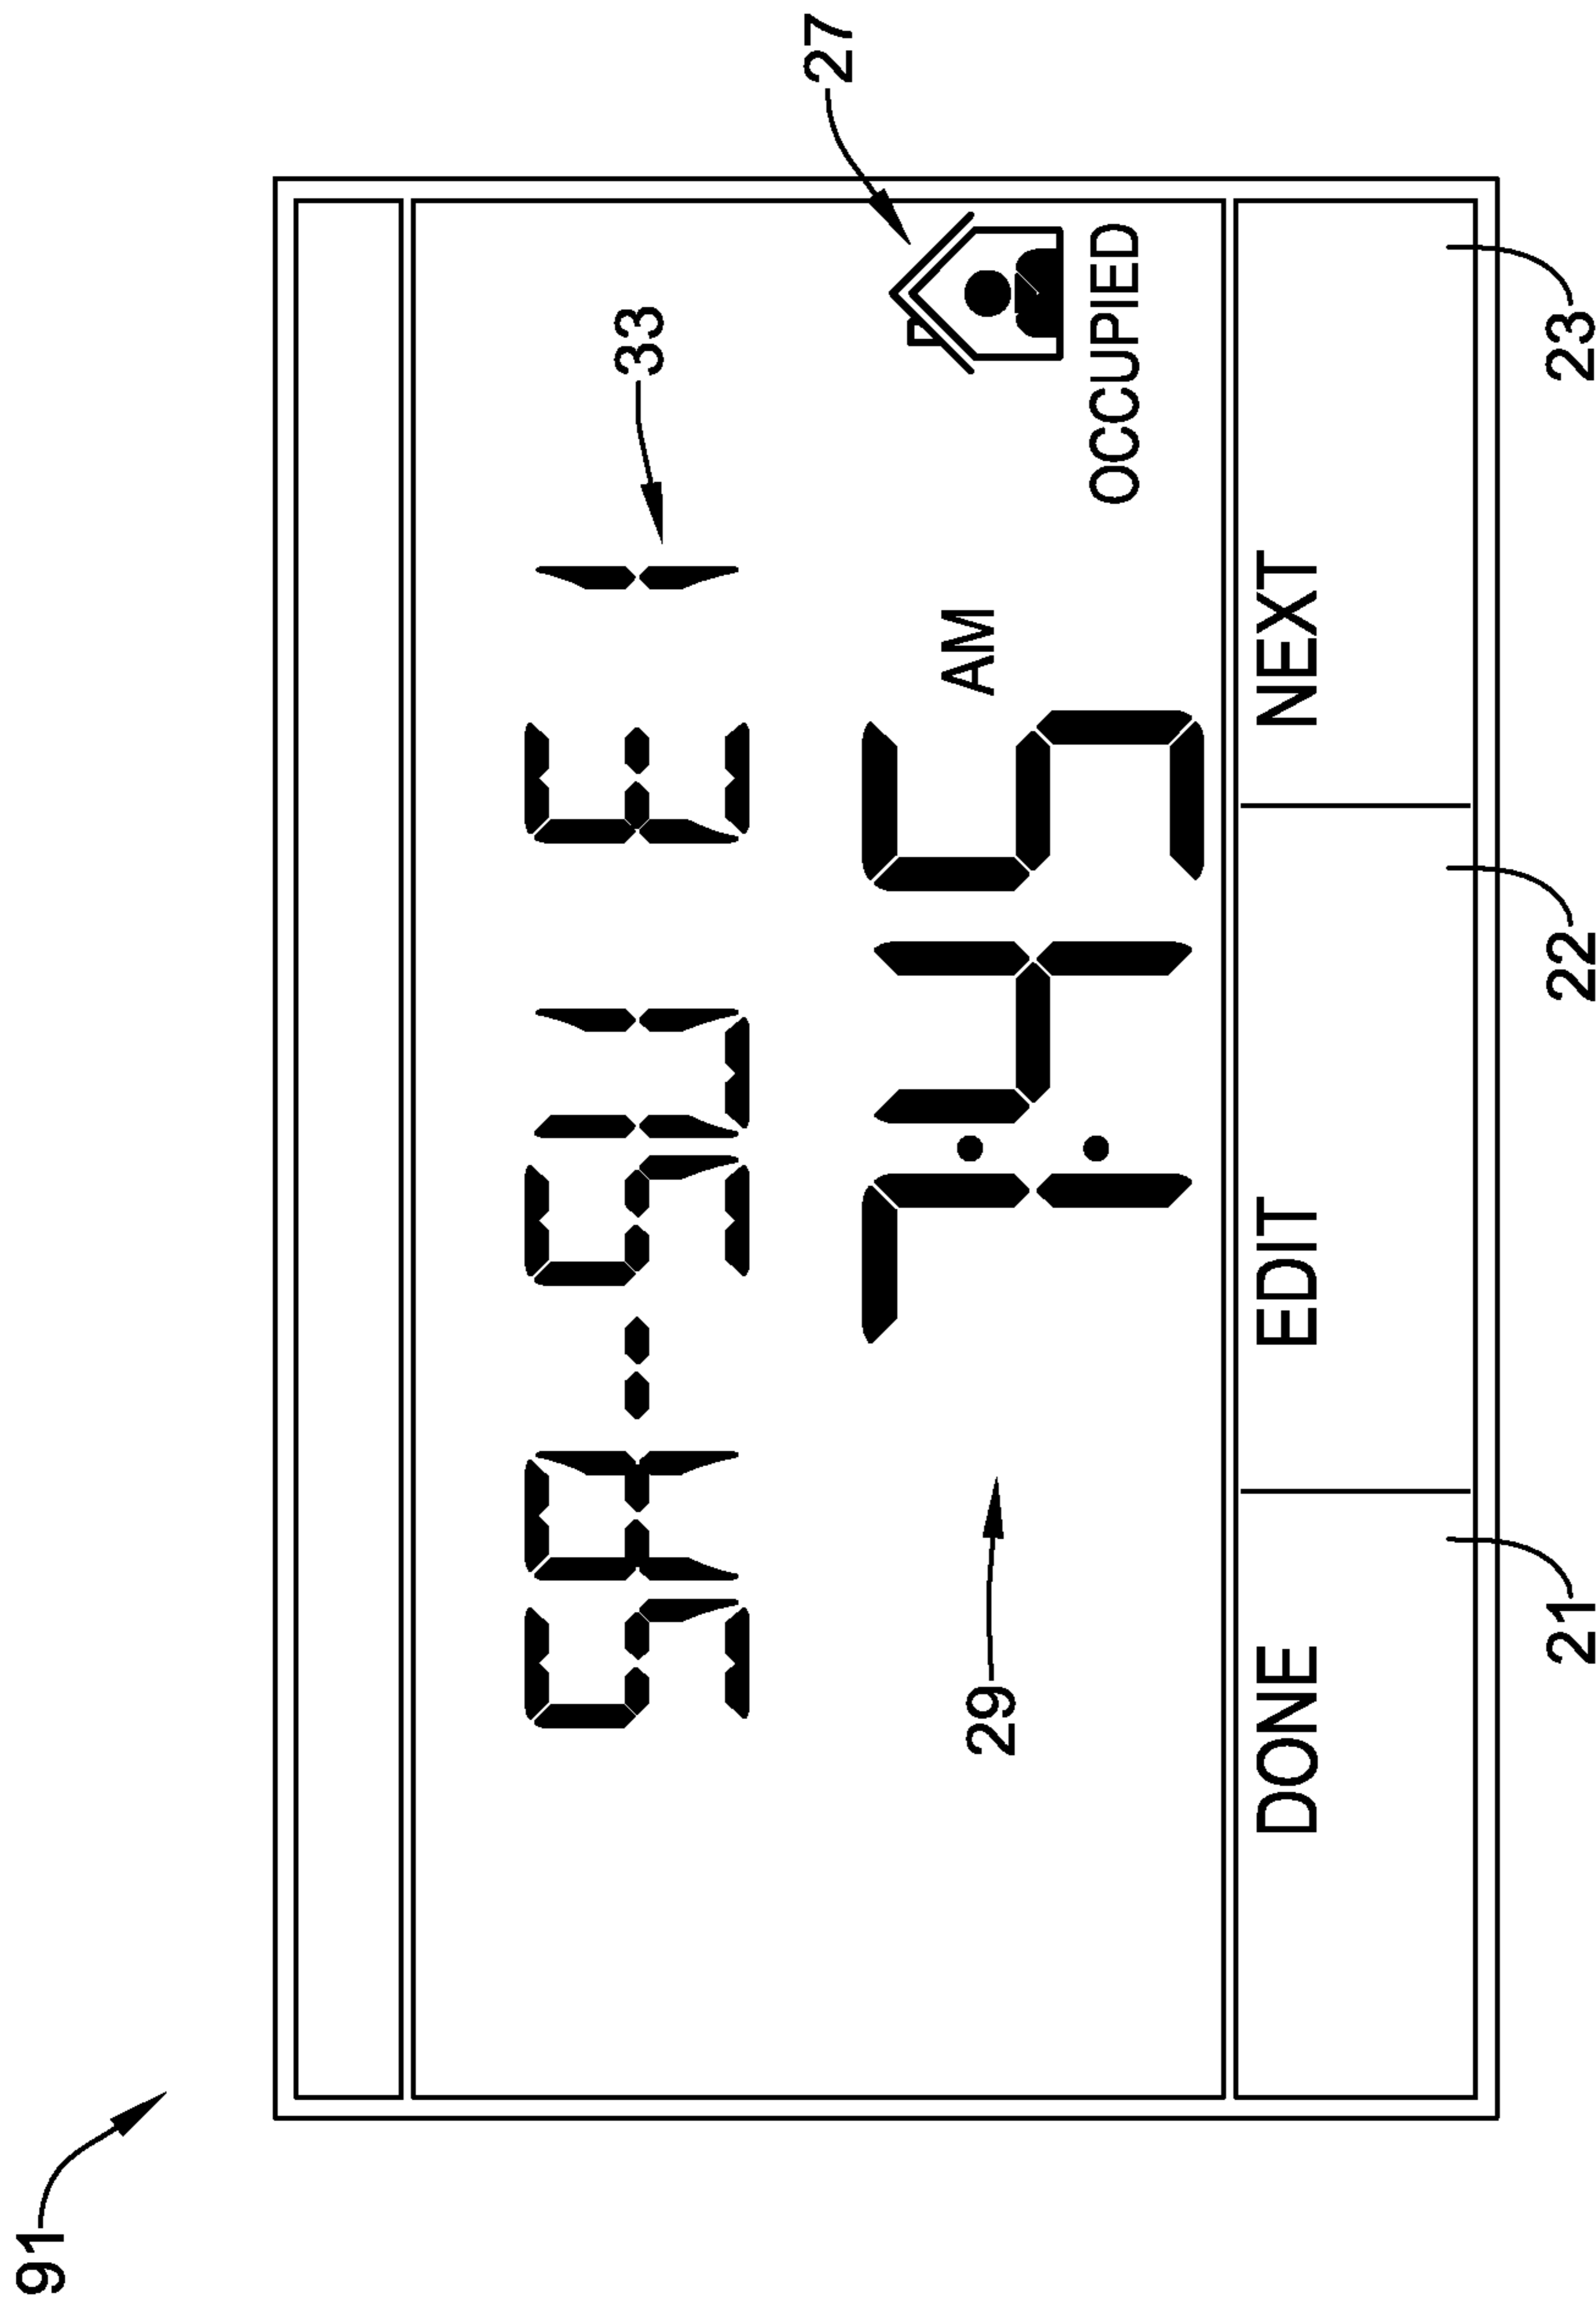 91
SA-SU E 1
33
27
29
7:45 AM
OCCUPIED
DONE EDIT NEXT
21 22 23